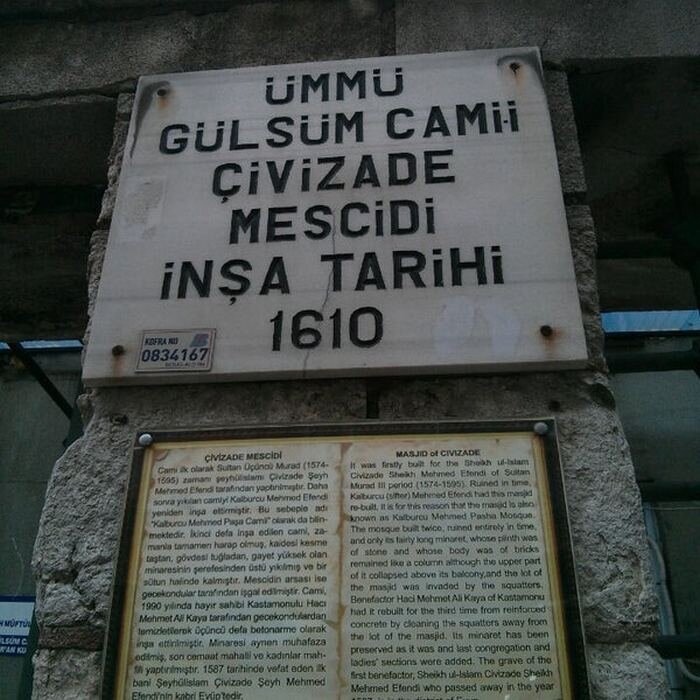 ÜMMÜ
GÜLSÜM CAMİ-İ
ÇİVİZADE
MESCİDİ
İNŞA TARİHİ
1610
KOFRA NO
0834167
ÇİVİZADE MESCİDİ
Cami ilk olarak Sultan Üçüncü Murad (1574-
1595) zamanı şeyhülislamı Çivizade Şeyh
Mehmed Efendi tarafından yaptırılmıştır. Daha
sonra yıkılan camiyi Kalburcu Mehmed Efendi
yeniden inşa ettirmiştir. Bu sebeple adı
"Kalburcu Mehmed Paşa Camii" olarak da bilin-
mektedir. İkinci defa inşa edilen cami, za-
manla tamamen harap olmuş, kaidesi kesme
taştan, gövdesi tuğladan, gayet yüksek olan
minaresinin şerefesinden üstü yıkılmış ve bir
sütun halinde kalmıştır. Mescidin arsası ise
gecekondular tarafından işgal edilmiştir. Cami,
1990 yılında hayır sahibi Kastamonulu Hacı
Mehmet Ali Kaya tarafından gecekondulardan
temizletilerek üçüncü defa betonarme olarak
inşa ettirilmiştir. Minaresi aynen muhafaza
edilmiş, son cemaat mahalli ve kadınlar mah-
fili yaptırılmıştır. 1587 tarihinde vefat eden ilk
bani Şeyhülislam Çivizade Şeyh Mehmed
Efendi'nin kabri Eyüp'tedir.
MASJID of CIVIZADE
It was firstly built for the Sheikh ul-Islam
Civizade Sheikh Mehmed Efendi of Sultan
Murad III period (1574-1595). Ruined in time,
Kalburcu (sifter) Mehmed Efendi had this masjid
re-built. It is for this reason that the masjid is also
known as Kalburcu Mehmed Pasha Mosque.
The mosque built twice, ruined entirely in time,
and only its fairly long minaret, whose plinth was
of stone and whose body was of bricks
remained like a column although the upper part
of it collapsed above its balcony,and the lot of
the masjid was invaded by the squatters.
Benefactor Haci Mehmet Ali Kaya of Kastamonu
had it rebuilt for the third time from reinforced
concrete by cleaning the squatters away from
the lot of the masjid. Its minaret has been
preserved as it was and last congregation and
ladies' sections were added. The grave of the
first benefactor, Sheikh ul-Islam Civizade Sheikh
Mehmed Efendi who passed away in the year